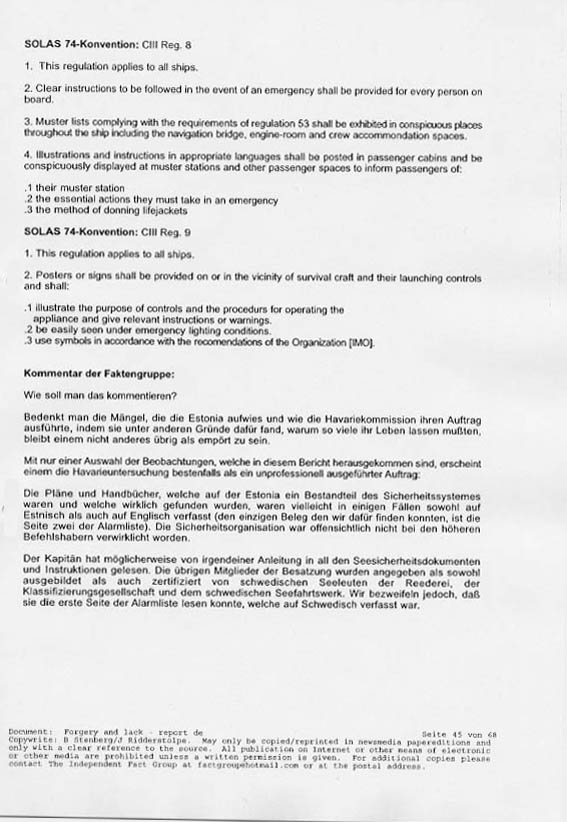 SOLAS 74-Konvention: CIII Reg. 8
1. This regulation applies to all ships.
2. Clear instructions to be followed in the event of an emergency shall be provided for every person on
board.
3. Muster lists complying with the requirements of regulation 53 shall be exhibited in conspicuous places
throughout the ship including the navigation bridge, engine-room and crew accommondation spaces.
4. Illustrations and instructions in appropriate languages shall be posted in passenger cabins and be
conspicuously displayed at muster stations and other passenger spaces to inform passengers of:
.1 their muster station
.2 the essential actions they must take in an emergency
.3 the method of donning lifejackets
SOLAS 74-Konvention: CIII Reg. 9
1. This regulation applies to all ships.
2. Posters or signs shall be provided on or in the vicinity of survival craft and their launching controls
and shall:
.1 illustrate the purpose of controls and the procedurs for operating the
appliance and give relevant instructions or warnings.
.2 be easily seen under emergency lighting conditions.
.3 use symbols in accordance with the recomendations of the Organization [IMO].
Kommentar der Faktengruppe:
Wie soll man das kommentieren?
Bedenkt man die Mängel, die die Estonia aufwies und wie die Havariekommission ihren Auftrag
ausführte, indem sie unter anderen Gründe dafür fand, warum so viele ihr Leben lassen mußten,
bleibt einem nicht anderes übrig als empört zu sein.
Mit nur einer Auswahl der Beobachtungen, welche in diesem Bericht herausgekommen sind, erscheint
einem die Havarieuntersuchung bestenfalls als ein unprofessionell ausgeführter Auftrag:
Die Pläne und Handbücher, welche auf der Estonia ein Bestandteil des Sicherheitssystemes
waren und welche wirklich gefunden wurden, waren vielleicht in einigen Fällen sowohl auf
Estnisch als auch auf Englisch verfasst (den einzigen Beleg den wir dafür finden konnten, ist die
Seite zwei der Alarmliste). Die Sicherheitsorganisation war offensichtlich nicht bei den höheren
Befehlshabern verwirklicht worden.
Der Kapitän hat möglicherweise von irgendeiner Anleitung in all den Seesicherheitsdokumenten
und Instruktionen gelesen. Die übrigen Mitglieder der Besatzung wurden angegeben als sowohl
ausgebildet als auch zertifiziert von schwedischen Seeleuten der Reederei, der
Klassifizierungsgesellschaft und dem schwedischen Seefahrtswerk. Wir bezweifeln jedoch, daß
sie die erste Seite der Alarmliste lesen konnte, welche auf Schwedisch verfasst war.
Document: Forgery and lack - report de Seite 45 von 68
Copywrite: B Stenberg/J Ridderstolpe. May only be copied/reprinted in newsmedia papereditions and
only with a clear reference to the source. All publication on Internet or other means of electronic
or other media are prohibited unless a written permission is given. For additional copies please
contact The Independent Fact Group at factgroup@hotmail.com or at the postal address.